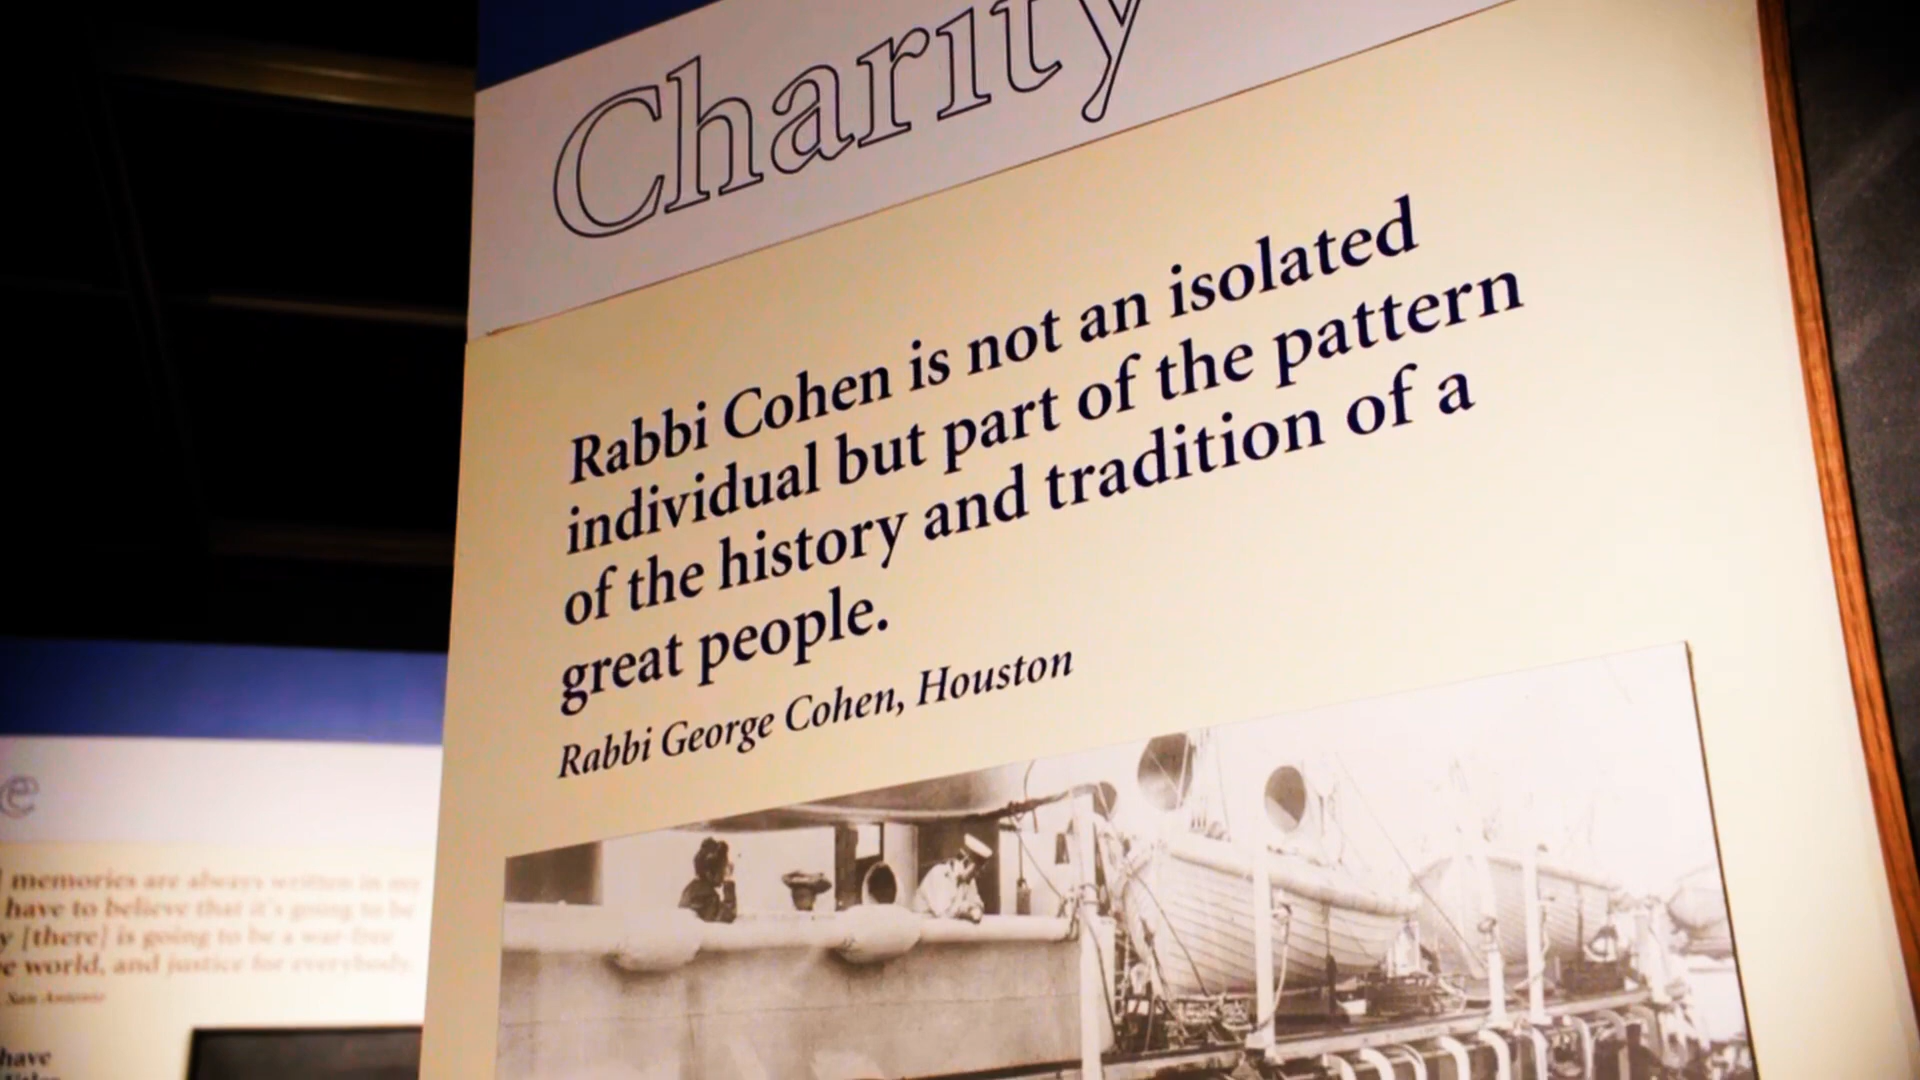 Charity
Rabbi Cohen is not an isolated
individual but part of the pattern
of the history and tradition of a
great people.
Rabbi George Cohen, Houston
e
memories are always written in my
have to believe that it's going to be
y [there] is going to be a war-free
e world, and justice for everybody.
San Antonio
have